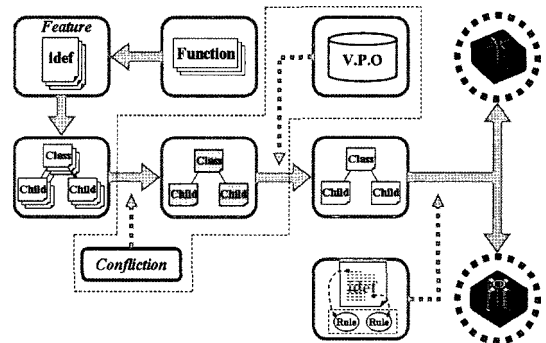 Feature
idef
Function
V.P.O
Class
Child
Child
Class
Child
Child
Class
Child
Child
Confliction
idef
Rule
Rule